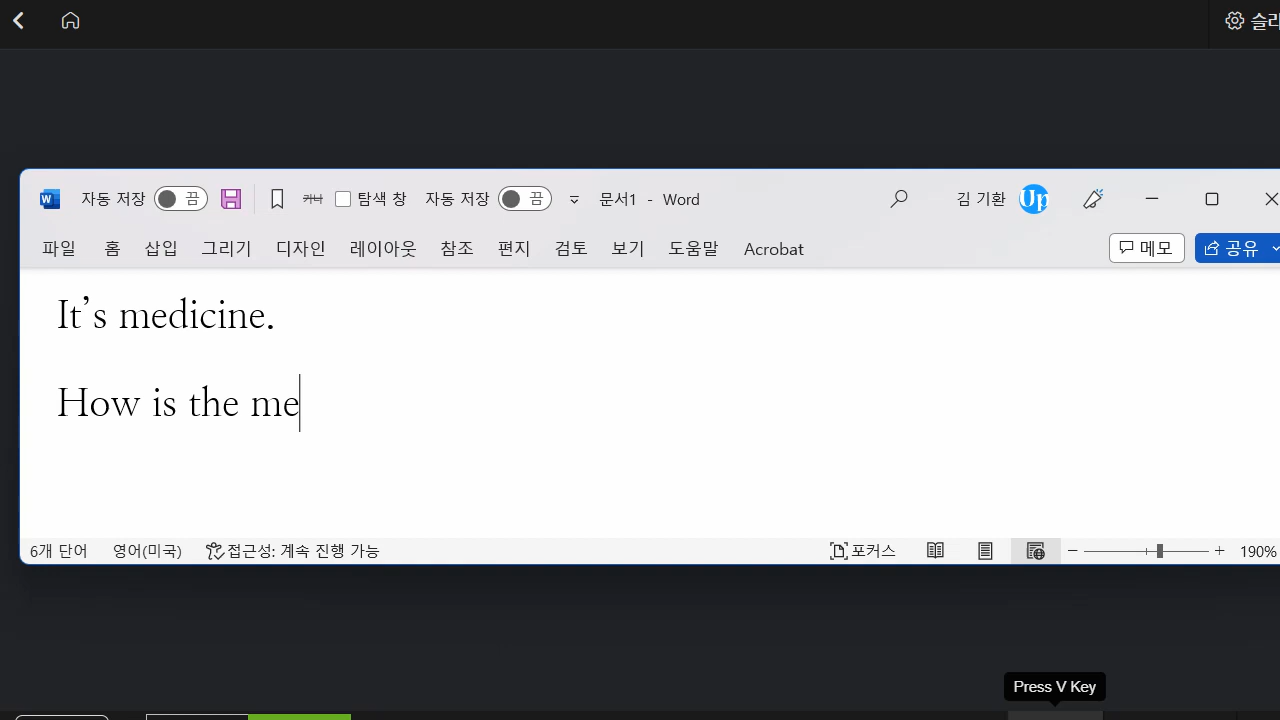 슬라
자동 저장 끔 가나 탐색 창 자동 저장 끔 문서1 - Word 김 기환 Up
파일 홈 삽입 그리기 디자인 레이아웃 참조 편지 검토 보기 도움말 Acrobat 메모 공유
It’s medicine.
How is the me
6개 단어 영어(미국) 접근성: 계속 진행 가능 포커스 190%
Press V Key